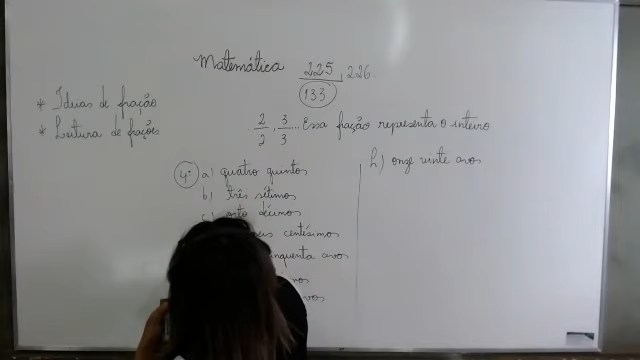 Matemática 225, 226.
133
* Ideias de fração
* Leitura de frações
2/2, 3/3... Essa fração representa o inteiro
4º a) quatro quintos
b) três sétimos
c) oito décimos
centésimos
cinquenta avos
h) onze vinte avos